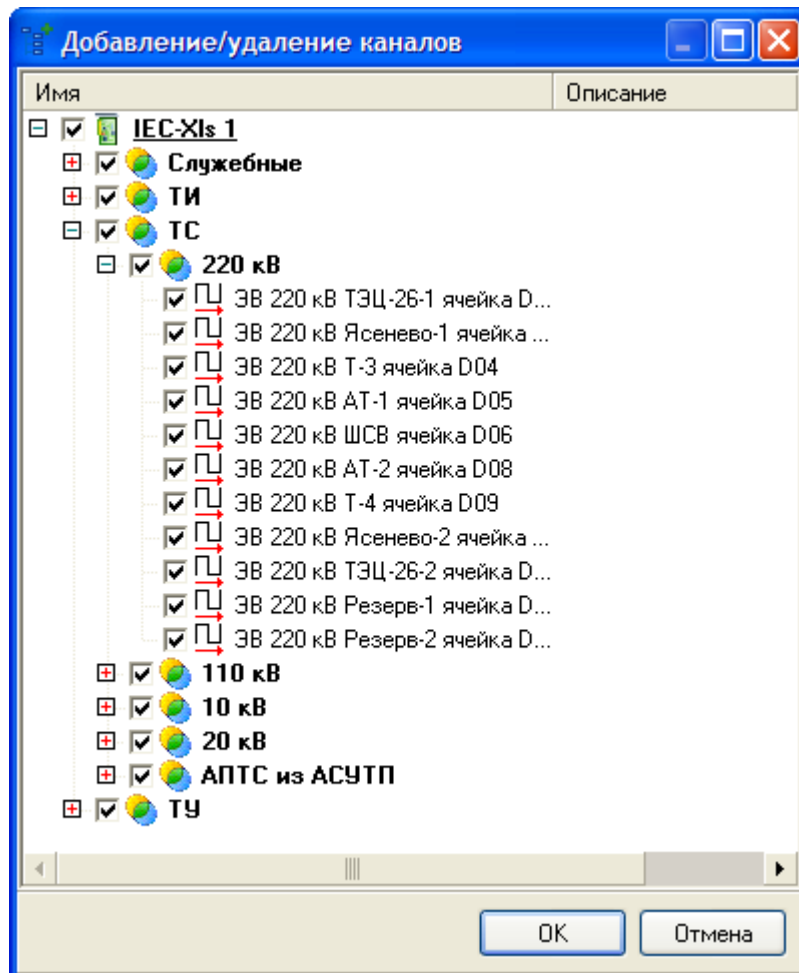 Добавление/удаление каналов
Имя Описание
IEC-Xls 1
Служебные
ТИ
ТС
220 кВ
ЭВ 220 кВ ТЭЦ-26-1 ячейка D...
ЭВ 220 кВ Ясенево-1 ячейка ...
ЭВ 220 кВ Т-3 ячейка D04
ЭВ 220 кВ АТ-1 ячейка D05
ЭВ 220 кВ ШСВ ячейка D06
ЭВ 220 кВ АТ-2 ячейка D08
ЭВ 220 кВ Т-4 ячейка D09
ЭВ 220 кВ Ясенево-2 ячейка ...
ЭВ 220 кВ ТЭЦ-26-2 ячейка D...
ЭВ 220 кВ Резерв-1 ячейка D...
ЭВ 220 кВ Резерв-2 ячейка D...
110 кВ
10 кВ
20 кВ
АПТС из АСУТП
ТУ
OK Отмена